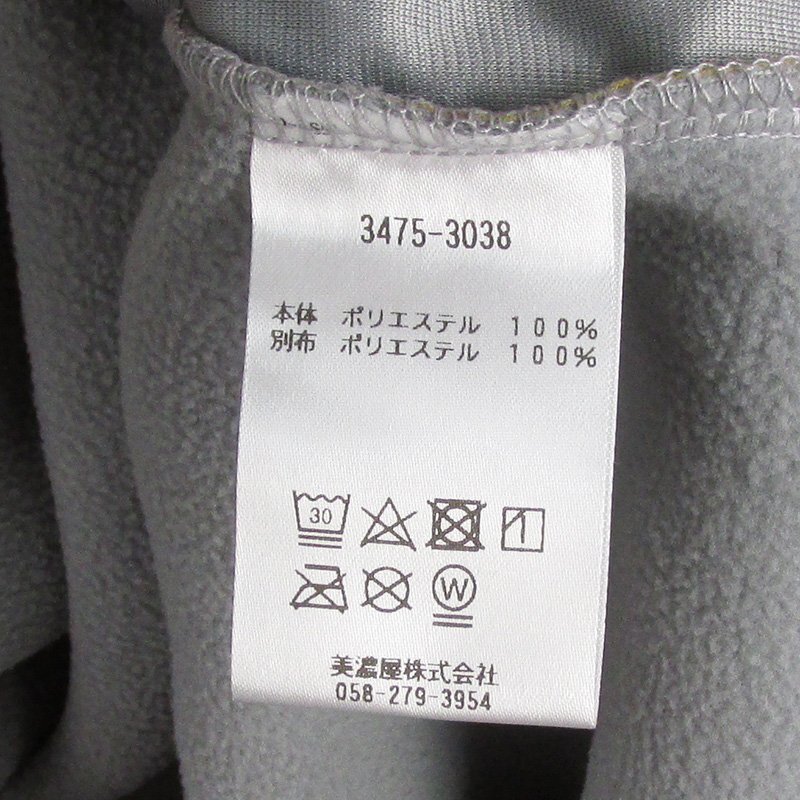 3475-3038
本体 ポリエステル 100%
別布 ポリエステル 100%
30
W
美濃屋株式会社
058-279-3954